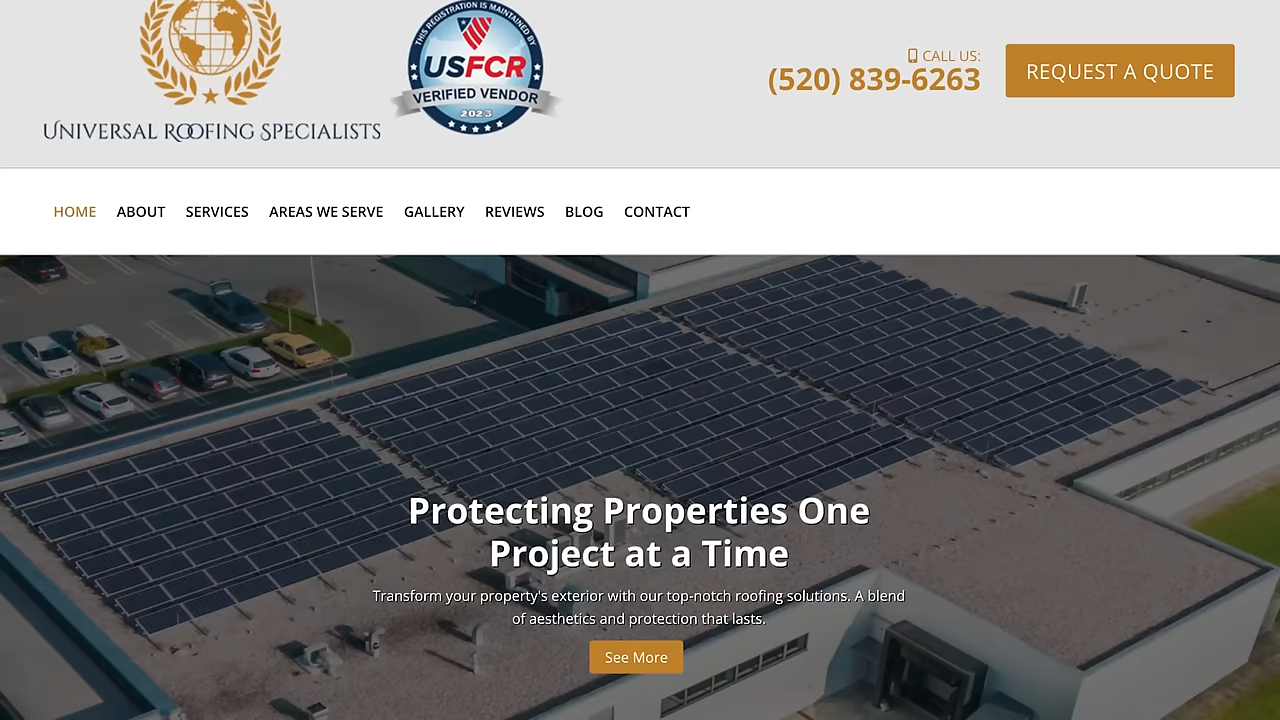 UNIVERSAL ROOFING SPECIALISTS
THIS REGISTRATION IS MAINTAINED BY
USFCR
VERIFIED VENDOR
2023
CALL US:
(520) 839-6263
REQUEST A QUOTE
HOME ABOUT SERVICES AREAS WE SERVE GALLERY REVIEWS BLOG CONTACT
Protecting Properties One
Project at a Time
Transform your property's exterior with our top-notch roofing solutions. A blend
of aesthetics and protection that lasts.
See More